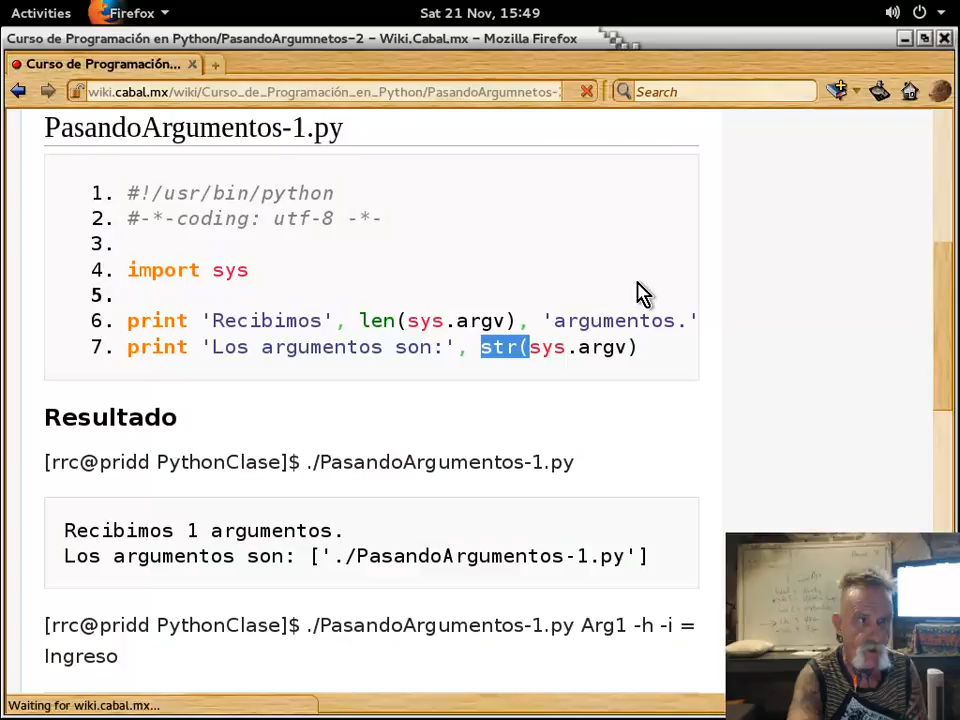 Activities Firefox Sat 21 Nov, 15:49
Curso de Programación en Python/PasandoArgumnetos-2 - Wiki.Cabal.mx - Mozilla Firefox
Curso de Programación...
wiki.cabal.mx/wiki/Curso_de_Programación_en_Python/PasandoArgumnetos- Search
PasandoArgumentos-1.py
1. #!/usr/bin/python
2. #-*-coding: utf-8 -*-
3.
4. import sys
5.
6. print 'Recibimos', len(sys.argv), 'argumentos.'
7. print 'Los argumentos son:', str(sys.argv)
Resultado
[rrc@pridd PythonClase]$ ./PasandoArgumentos-1.py
Recibimos 1 argumentos.
Los argumentos son: ['./PasandoArgumentos-1.py']
[rrc@pridd PythonClase]$ ./PasandoArgumentos-1.py Arg1 -h -i =
Ingreso
Waiting for wiki.cabal.mx...